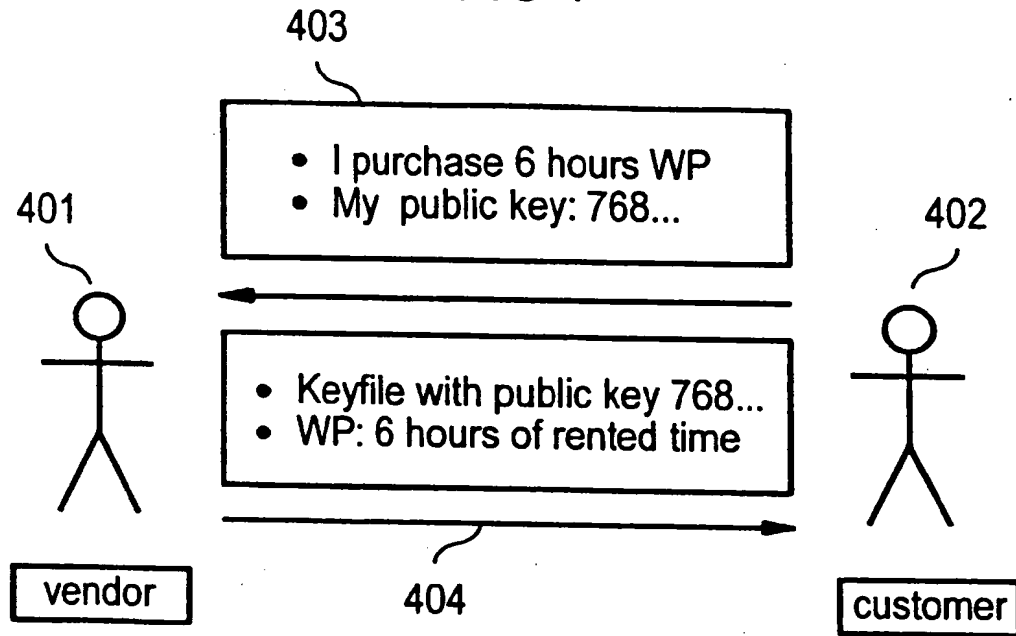 403
• I purchase 6 hours WP
• My public key: 768...
401
402
• Keyfile with public key 768...
• WP: 6 hours of rented time
vendor
404
customer